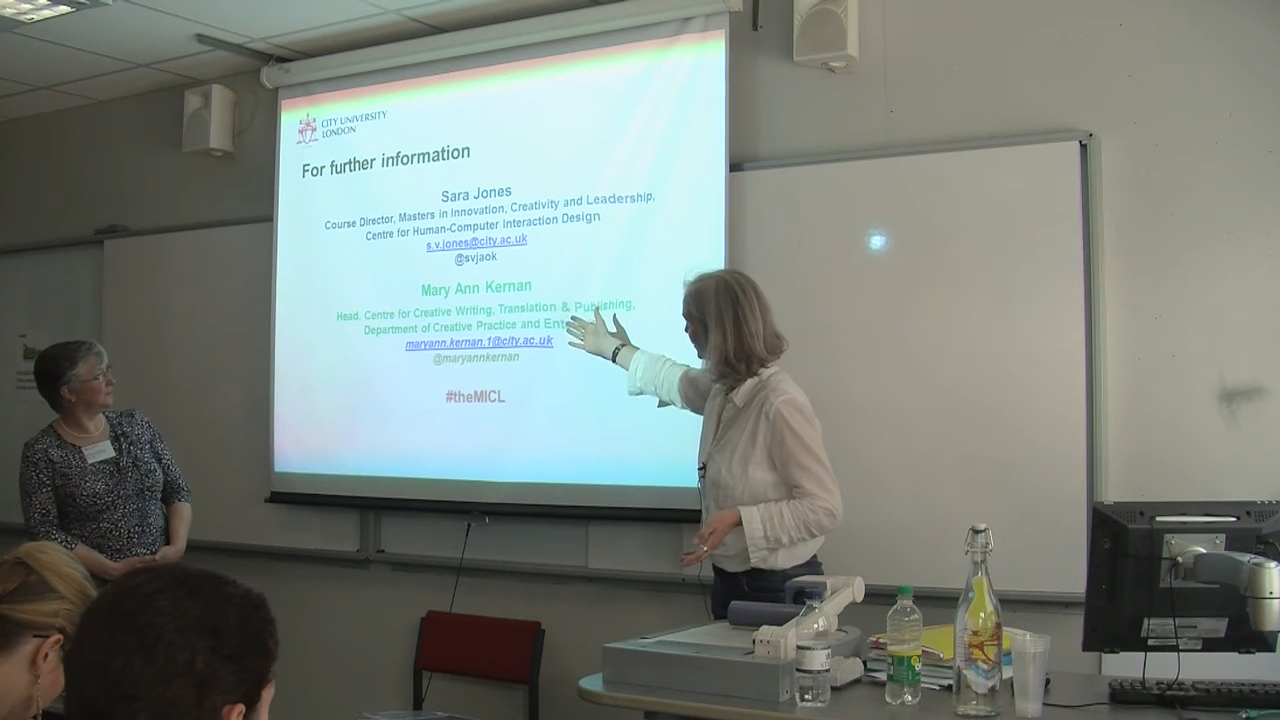 CITY UNIVERSITY
LONDON
For further information
Sara Jones
Course Director, Masters in Innovation, Creativity and Leadership,
Centre for Human-Computer Interaction Design
s.v.jones@city.ac.uk
@svjaok
Mary Ann Kernan
Head, Centre for Creative Writing, Translation & Publishing,
Department of Creative Practice and
maryann.kernan.1@city.ac.uk
@maryannkernan
#theMICL